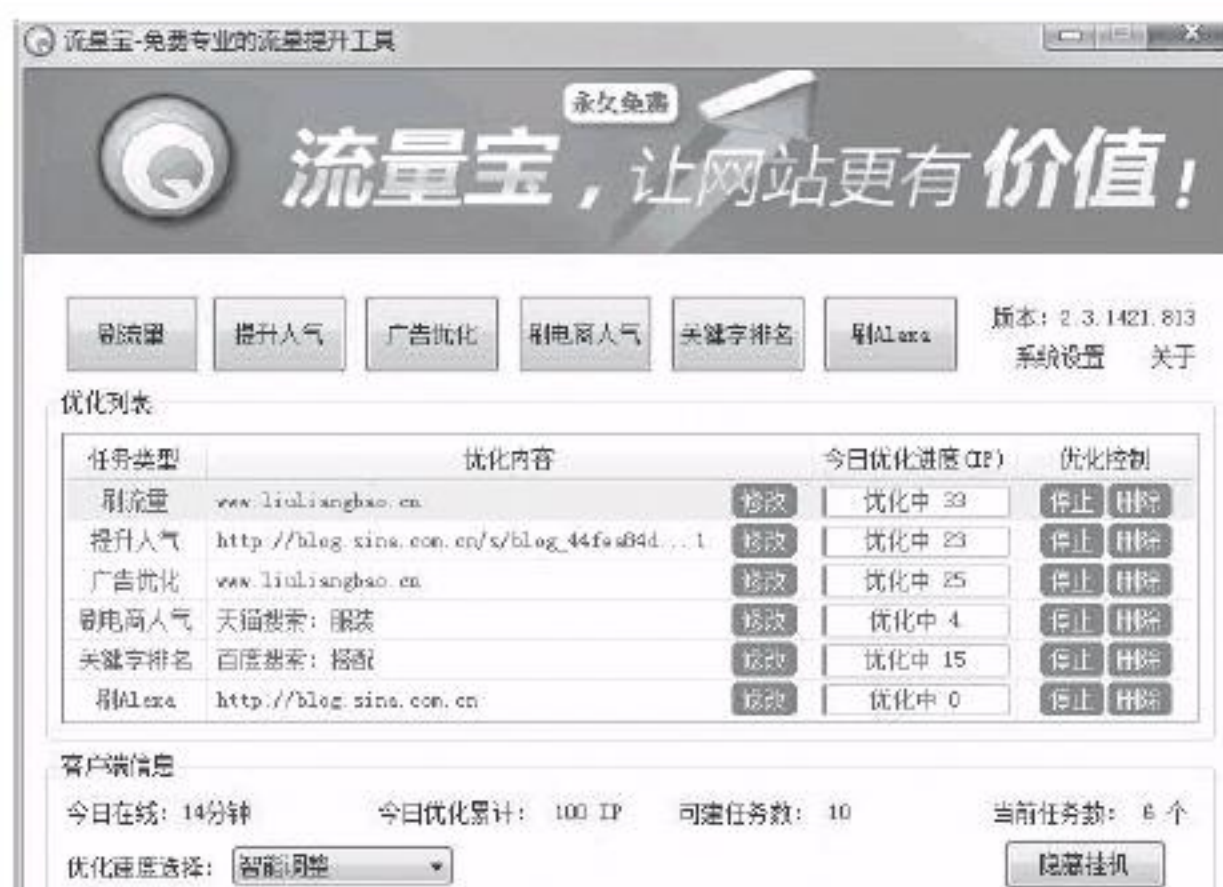 流量宝-免费专业的流量提升工具
永久免费
流量宝，让网站更有价值！
刷流量 提升人气 广告优化 刷电商人气 关键字排名 刷Alexa 版本: 2.3.1421.813
系统设置 关于
优化列表
任务类型 优化内容 今日优化进度(IP) 优化控制
刷流量 www.liuliangbao.cn 修改 优化中 33 停止 删除
提升人气 http://blog.sina.com.cn/s/blog_44fea84d...1 修改 优化中 23 停止 删除
广告优化 www.liuliangbao.cn 修改 优化中 25 停止 删除
刷电商人气 天猫搜索: 服装 修改 优化中 4 停止 删除
关键字排名 百度搜索: 搭配 修改 优化中 15 停止 删除
刷Alexa http://blog.sina.com.cn 修改 优化中 0 停止 删除
客户端信息
今日在线: 14分钟 今日优化累计: 100 IP 可建任务数: 10 当前任务数: 6 个
优化速度选择: 智能调整 隐藏挂机